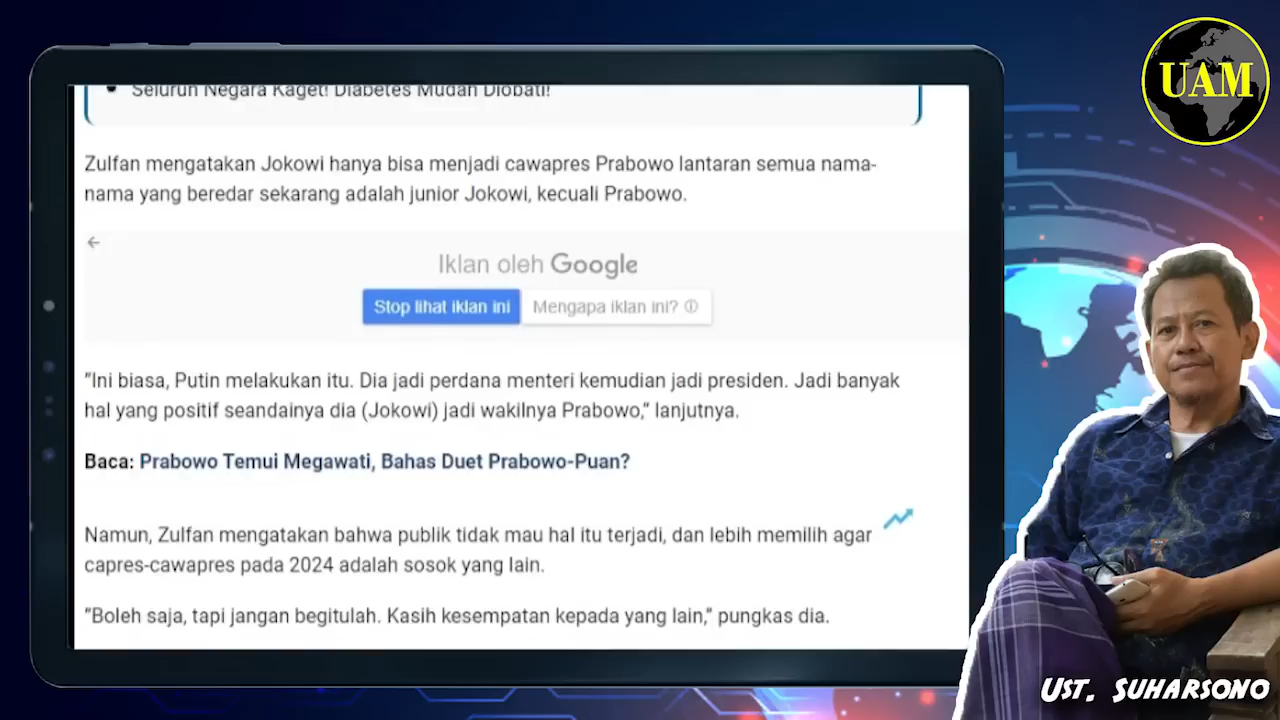 Seluruh Negara Kaget! Diabetes Mudah Diobati!
UAM
Zulfan mengatakan Jokowi hanya bisa menjadi cawapres Prabowo lantaran semua nama-
nama yang beredar sekarang adalah junior Jokowi, kecuali Prabowo.
Iklan oleh Google
Stop lihat iklan ini
Mengapa iklan ini?
"Ini biasa, Putin melakukan itu. Dia jadi perdana menteri kemudian jadi presiden. Jadi banyak
hal yang positif seandainya dia (Jokowi) jadi wakilnya Prabowo," lanjutnya.
Baca: Prabowo Temui Megawati, Bahas Duet Prabowo-Puan?
Namun, Zulfan mengatakan bahwa publik tidak mau hal itu terjadi, dan lebih memilih agar
capres-cawapres pada 2024 adalah sosok yang lain.
"Boleh saja, tapi jangan begitulah. Kasih kesempatan kepada yang lain," pungkas dia.
Ust. Suharsono